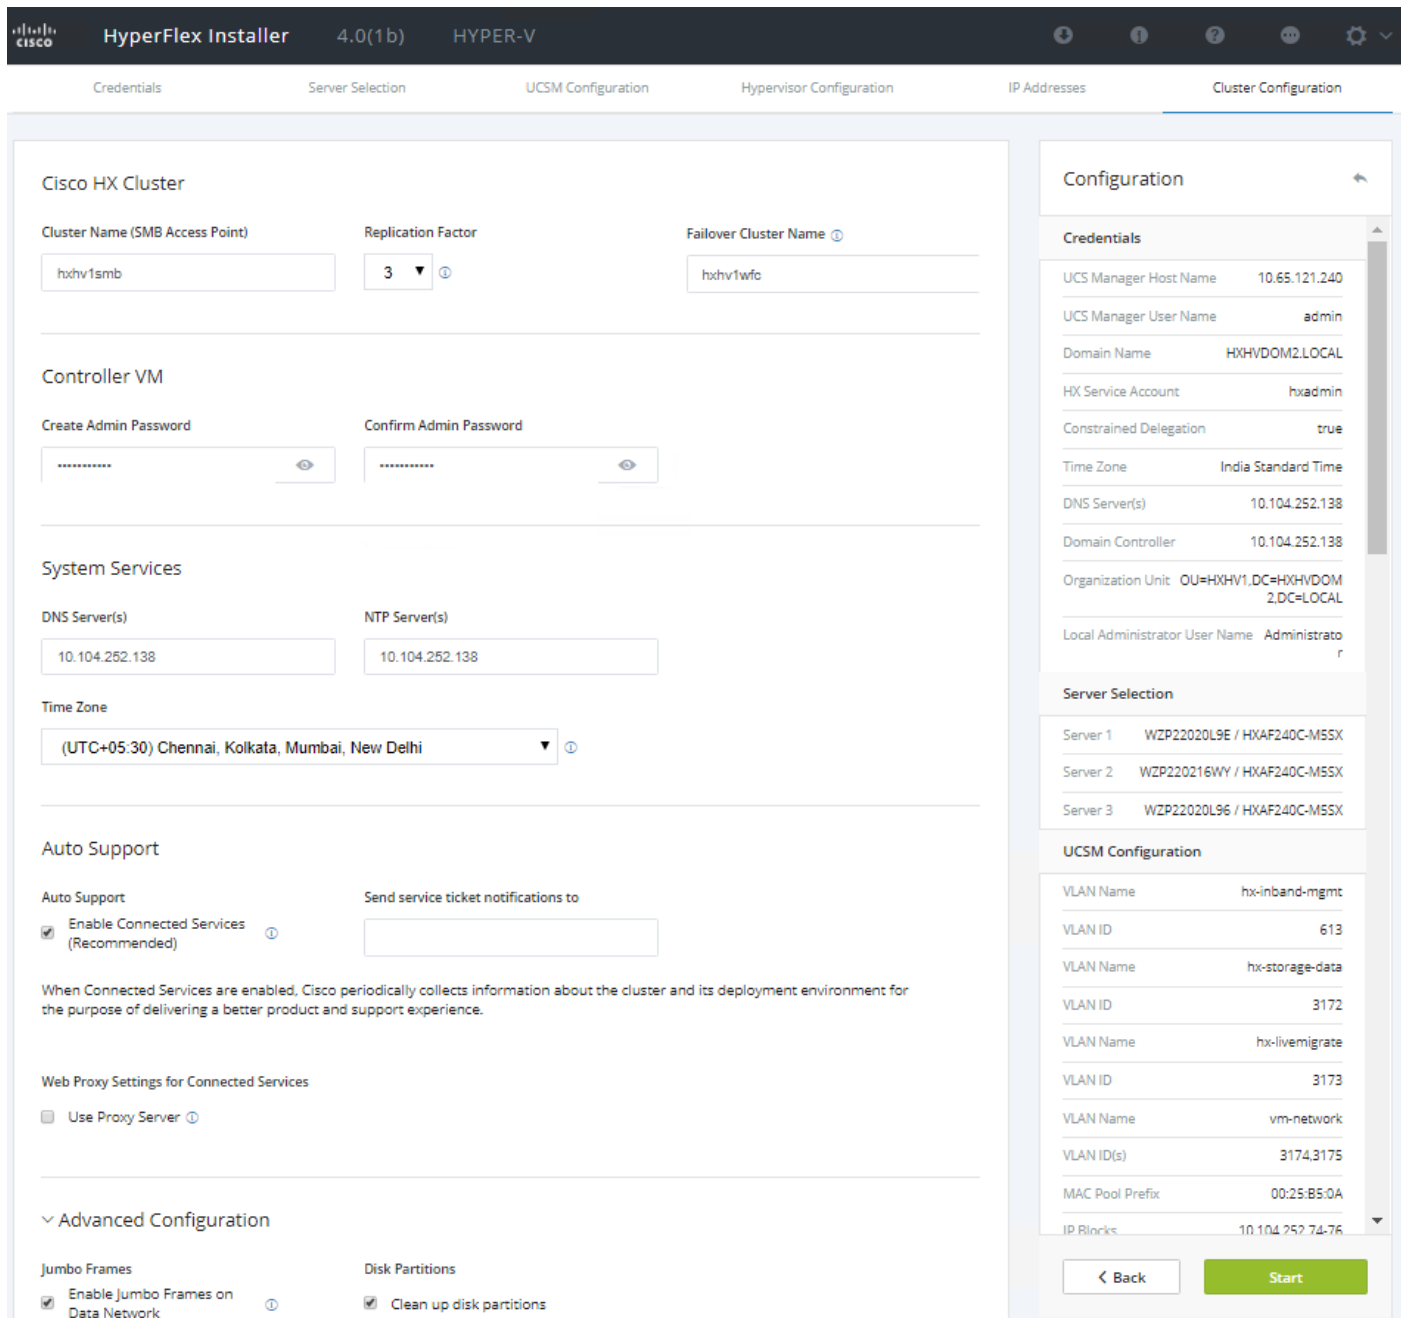 CISCO HyperFlex Installer 4.0(1b) HYPER-V
Credentials Server Selection UCSM Configuration Hypervisor Configuration IP Addresses Cluster Configuration
Cisco HX Cluster
Cluster Name (SMB Access Point) Replication Factor Failover Cluster Name
hxhv1smb 3 hxhv1wfc
Controller VM
Create Admin Password Confirm Admin Password
System Services
DNS Server(s) NTP Server(s)
10.104.252.138 10.104.252.138
Time Zone
(UTC+05:30) Chennai, Kolkata, Mumbai, New Delhi
Auto Support
Auto Support Send service ticket notifications to
Enable Connected Services
(Recommended)
When Connected Services are enabled, Cisco periodically collects information about the cluster and its deployment environment for
the purpose of delivering a better product and support experience.
Web Proxy Settings for Connected Services
Use Proxy Server
Advanced Configuration
Jumbo Frames Disk Partitions
Enable Jumbo Frames on
Data Network
Clean up disk partitions
Configuration
Credentials
UCS Manager Host Name 10.65.121.240
UCS Manager User Name admin
Domain Name HXHVDOM2.LOCAL
HX Service Account hxadmin
Constrained Delegation true
Time Zone India Standard Time
DNS Server(s) 10.104.252.138
Domain Controller 10.104.252.138
Organization Unit OU=HXHV1,DC=HXHVDOM
2,DC=LOCAL
Local Administrator User Name Administrato
r
Server Selection
Server 1 WZP22020L9E / HXAF240C-M5SX
Server 2 WZP220216WY / HXAF240C-M5SX
Server 3 WZP22020L96 / HXAF240C-M5SX
UCSM Configuration
VLAN Name hx-inband-mgmt
VLAN ID 613
VLAN Name hx-storage-data
VLAN ID 3172
VLAN Name hx-livemigrate
VLAN ID 3173
VLAN Name vm-network
VLAN ID(s) 3174,3175
MAC Pool Prefix 00:25:B5:0A
IP Blocks 10.104.252.74-76
Back Start